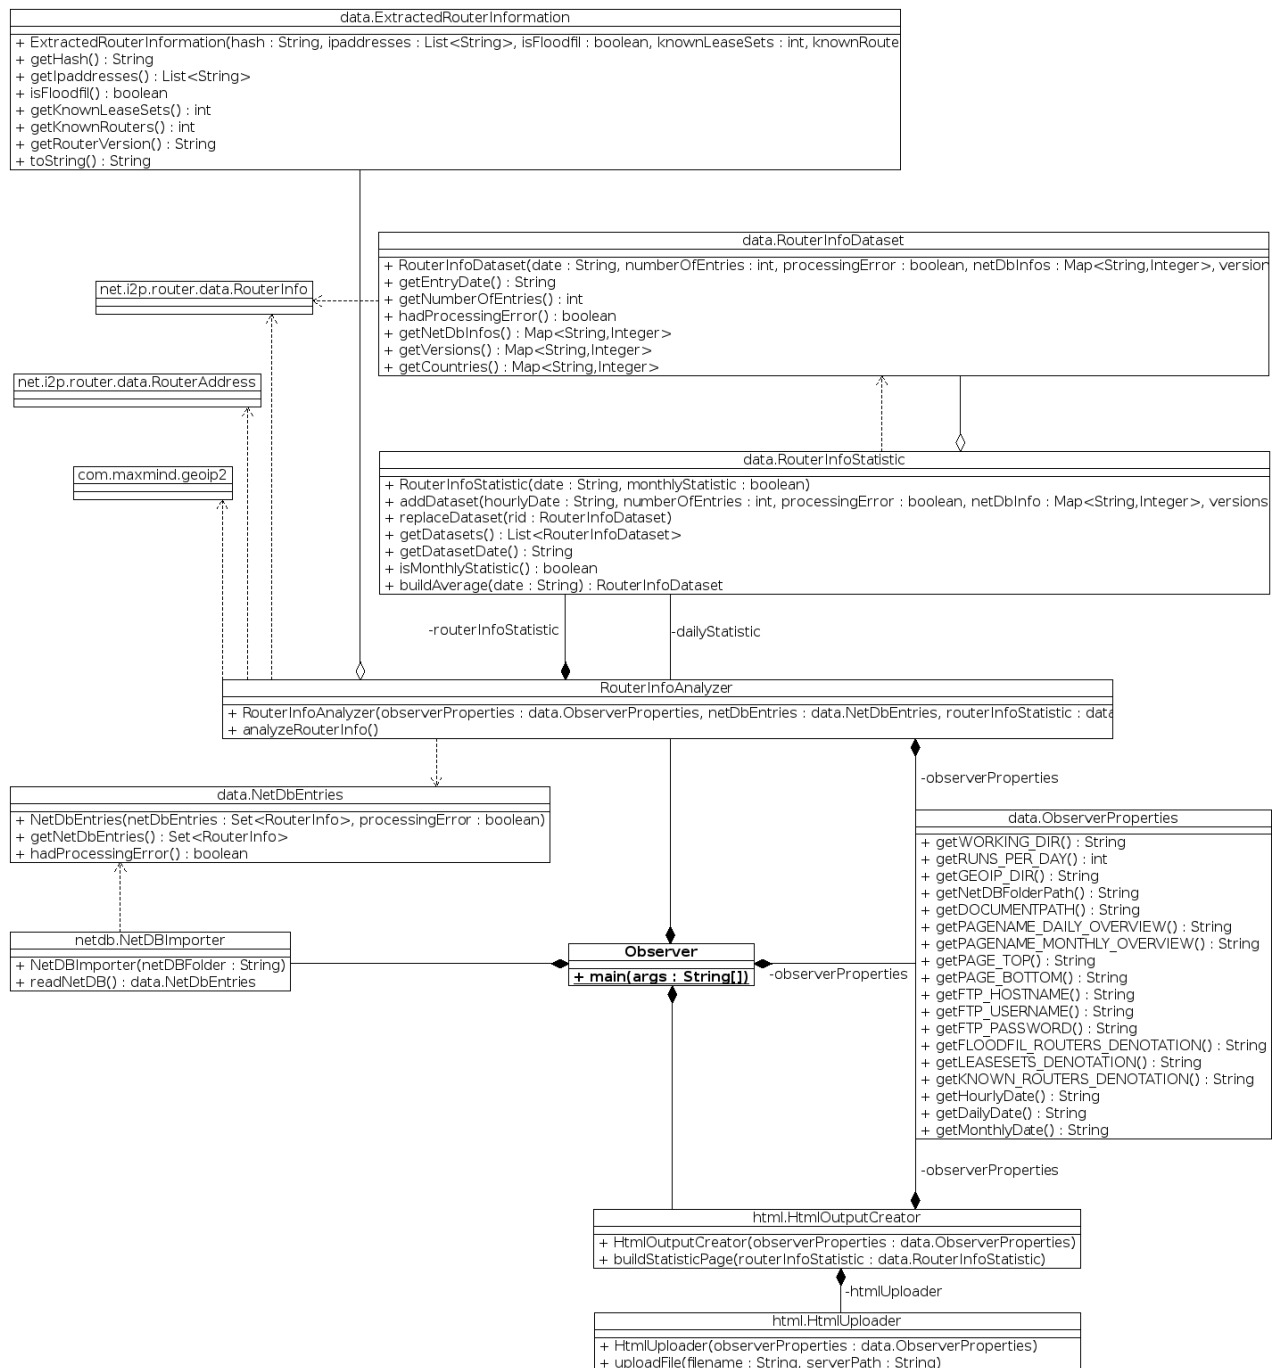 data.ExtractedRouterInformation
+ ExtractedRouterInformation(hash : String, ipaddresses : List<String>, isFloodfil : boolean, knownLeaseSets : int, knownRoute
+ getHash() : String
+ getIpaddresses() : List<String>
+ isFloodfil() : boolean
+ getKnownLeaseSets() : int
+ getKnownRouters() : int
+ getRouterVersion() : String
+ toString() : String
data.RouterInfoDataset
+ RouterInfoDataset(date : String, numberOfEntries : int, processingError : boolean, netDbInfos : Map<String,Integer>, version
+ getEntryDate() : String
+ getNumberOfEntries() : int
+ hadProcessingError() : boolean
+ getNetDbInfos() : Map<String,Integer>
+ getVersions() : Map<String,Integer>
+ getCountries() : Map<String,Integer>
net.i2p.router.data.RouterInfo
net.i2p.router.data.RouterAddress
com.maxmind.geoip2
data.RouterInfoStatistic
+ RouterInfoStatistic(date : String, monthlyStatistic : boolean)
+ addDataset(hourlyDate : String, numberOfEntries : int, processingError : boolean, netDbInfo : Map<String,Integer>, versions
+ replaceDataset(rid : RouterInfoDataset)
+ getDatasets() : List<RouterInfoDataset>
+ getDatasetDate() : String
+ isMonthlyStatistic() : boolean
+ buildAverage(date : String) : RouterInfoDataset
-routerInfoStatistic
-dailyStatistic
RouterInfoAnalyzer
+ RouterInfoAnalyzer(observerProperties : data.ObserverProperties, netDbEntries : data.NetDbEntries, routerInfoStatistic : data
+ analyzeRouterInfo()
-observerProperties
data.NetDbEntries
+ NetDbEntries(netDbEntries : Set<RouterInfo>, processingError : boolean)
+ getNetDbEntries() : Set<RouterInfo>
+ hadProcessingError() : boolean
data.ObserverProperties
+ getWORKING_DIR() : String
+ getRUNS_PER_DAY() : int
+ getGEOIP_DIR() : String
+ getNetDBFolderPath() : String
+ getDOCUMENTPATH() : String
+ getPAGENAME_DAILY_OVERVIEW() : String
+ getPAGENAME_MONTHLY_OVERVIEW() : String
+ getPAGE_TOP() : String
+ getPAGE_BOTTOM() : String
+ getFTP_HOSTNAME() : String
+ getFTP_USERNAME() : String
+ getFTP_PASSWORD() : String
+ getFLOODFIL_ROUTERS_DENOTATION() : String
+ getLEASESETS_DENOTATION() : String
+ getKNOWN_ROUTERS_DENOTATION() : String
+ getHourlyDate() : String
+ getDailyDate() : String
+ getMonthlyDate() : String
netdb.NetDBImporter
+ NetDBImporter(netDBFolder : String)
+ readNetDB() : data.NetDbEntries
Observer
+ main(args : String[])
-observerProperties
-observerProperties
html.HtmlOutputCreator
+ HtmlOutputCreator(observerProperties : data.ObserverProperties)
+ buildStatisticPage(routerInfoStatistic : data.RouterInfoStatistic)
-htmlUploader
html.HtmlUploader
+ HtmlUploader(observerProperties : data.ObserverProperties)
+ uploadFile(filename : String, serverPath : String)